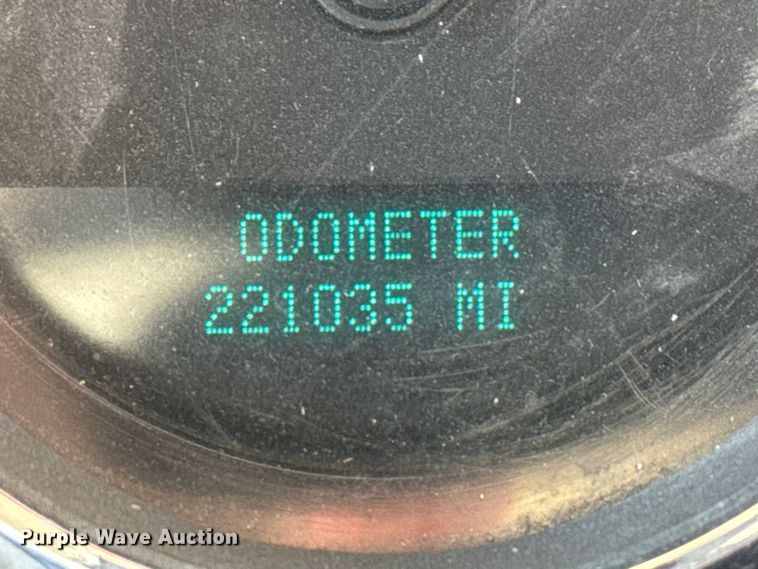 ODOMETER
221035 MI
Purple Wave Auction